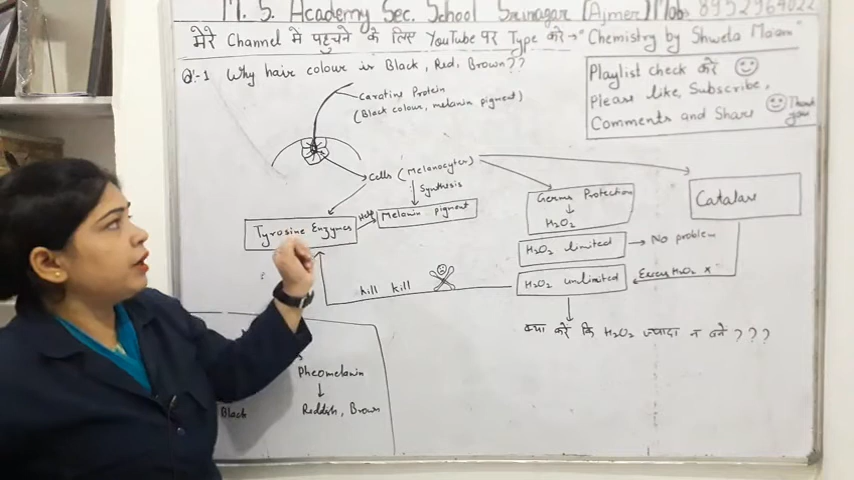 M. S. Academy Sec. School Srinagar (Ajmer) Mob
मेरे Channel मे पहुचने के लिए YouTube पर Type करे → "Chemistry by Shweta Ma'am"
Q.-1 Why hair colour is Black, Red, Brown??
Playlist check करें
Please like, Subscribe,
Comments and Share
Thank you
Caratine Protein
(Black colour, melanin pigment)
Cells (Melanocytes)
Synthesis
Melanin pigment
Tyrosine Enzymes
Help
Germs Protection
H2O2
Catalase
H2O2 limited → No problem
H2O2 unlimited
Excess H2O2 ×
kill kill
क्या करें कि H2O2 ज्यादा न बने ???
Pheomelanin
Black
Reddish, Brown